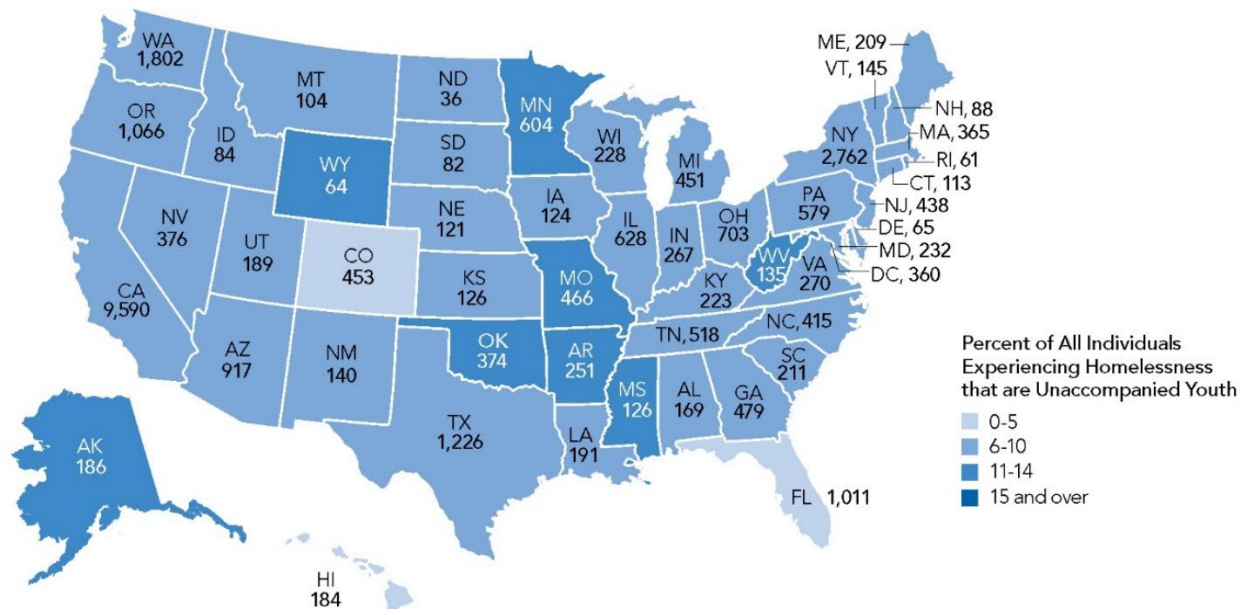 WA
1,802
OR
1,066
ID
84
MT
104
ND
36
MN
604
SD
82
WY
64
WI
228
MI
451
NY
2,762
ME, 209
VT, 145
NH, 88
MA, 365
RI, 61
CT, 113
NJ, 438
DE, 65
MD, 232
DC, 360
NV
376
UT
189
CO
453
NE
121
IA
124
IL
628
IN
267
OH
703
PA
579
WV
135
VA
270
CA
9,590
KS
126
MO
466
KY
223
TN, 518
NC, 415
SC
211
AZ
917
NM
140
OK
374
AR
251
MS
126
AL
169
GA
479
TX
1,226
LA
191
FL 1,011
AK
186
HI
184
Percent of All Individuals
Experiencing Homelessness
that are Unaccompanied Youth
0-5
6-10
11-14
15 and over